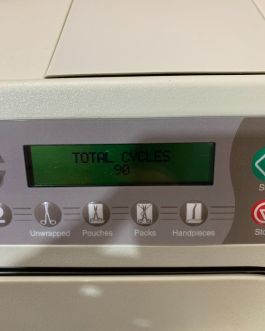 TOTAL CYCLES
90
Unwrapped Pouches Packs Handpieces